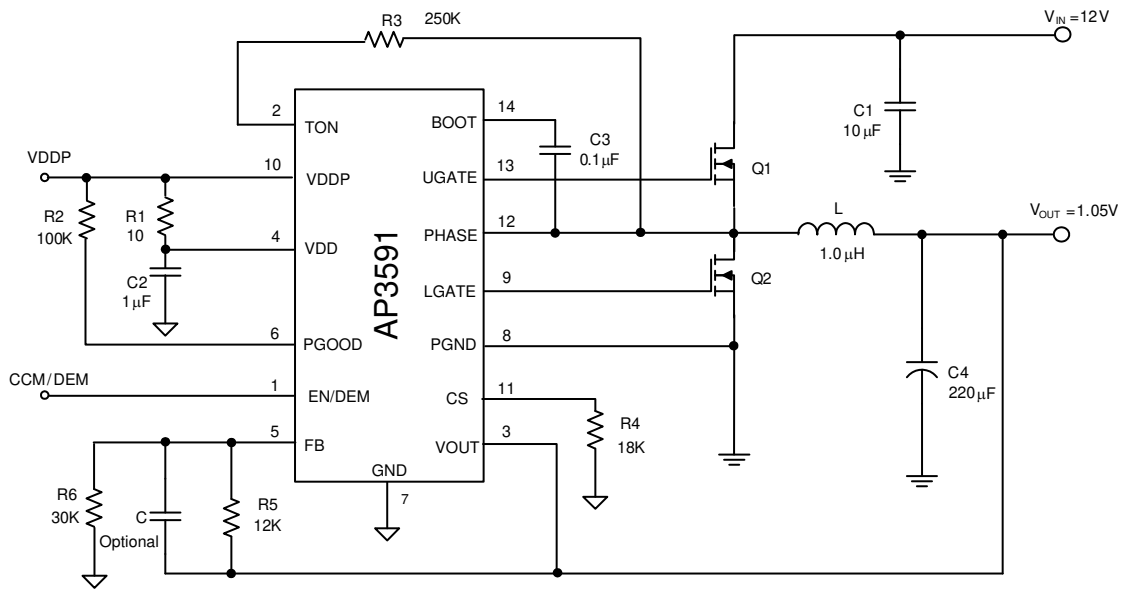 R3 250K
V_IN =12V
2
14
TON
BOOT
C3
0.1µF
C1
10µF
VDDP
10
VDDP
13
UGATE
Q1
R2
100K
R1
10
4
VDD
12
PHASE
L
1.0µH
V_OUT =1.05V
C2
1µF
AP3591
9
LGATE
Q2
6
PGOOD
8
PGND
C4
220µF
CCM/DEM
1
EN/DEM
11
CS
R4
18K
5
FB
3
VOUT
GND
7
R6
30K
C
Optional
R5
12K